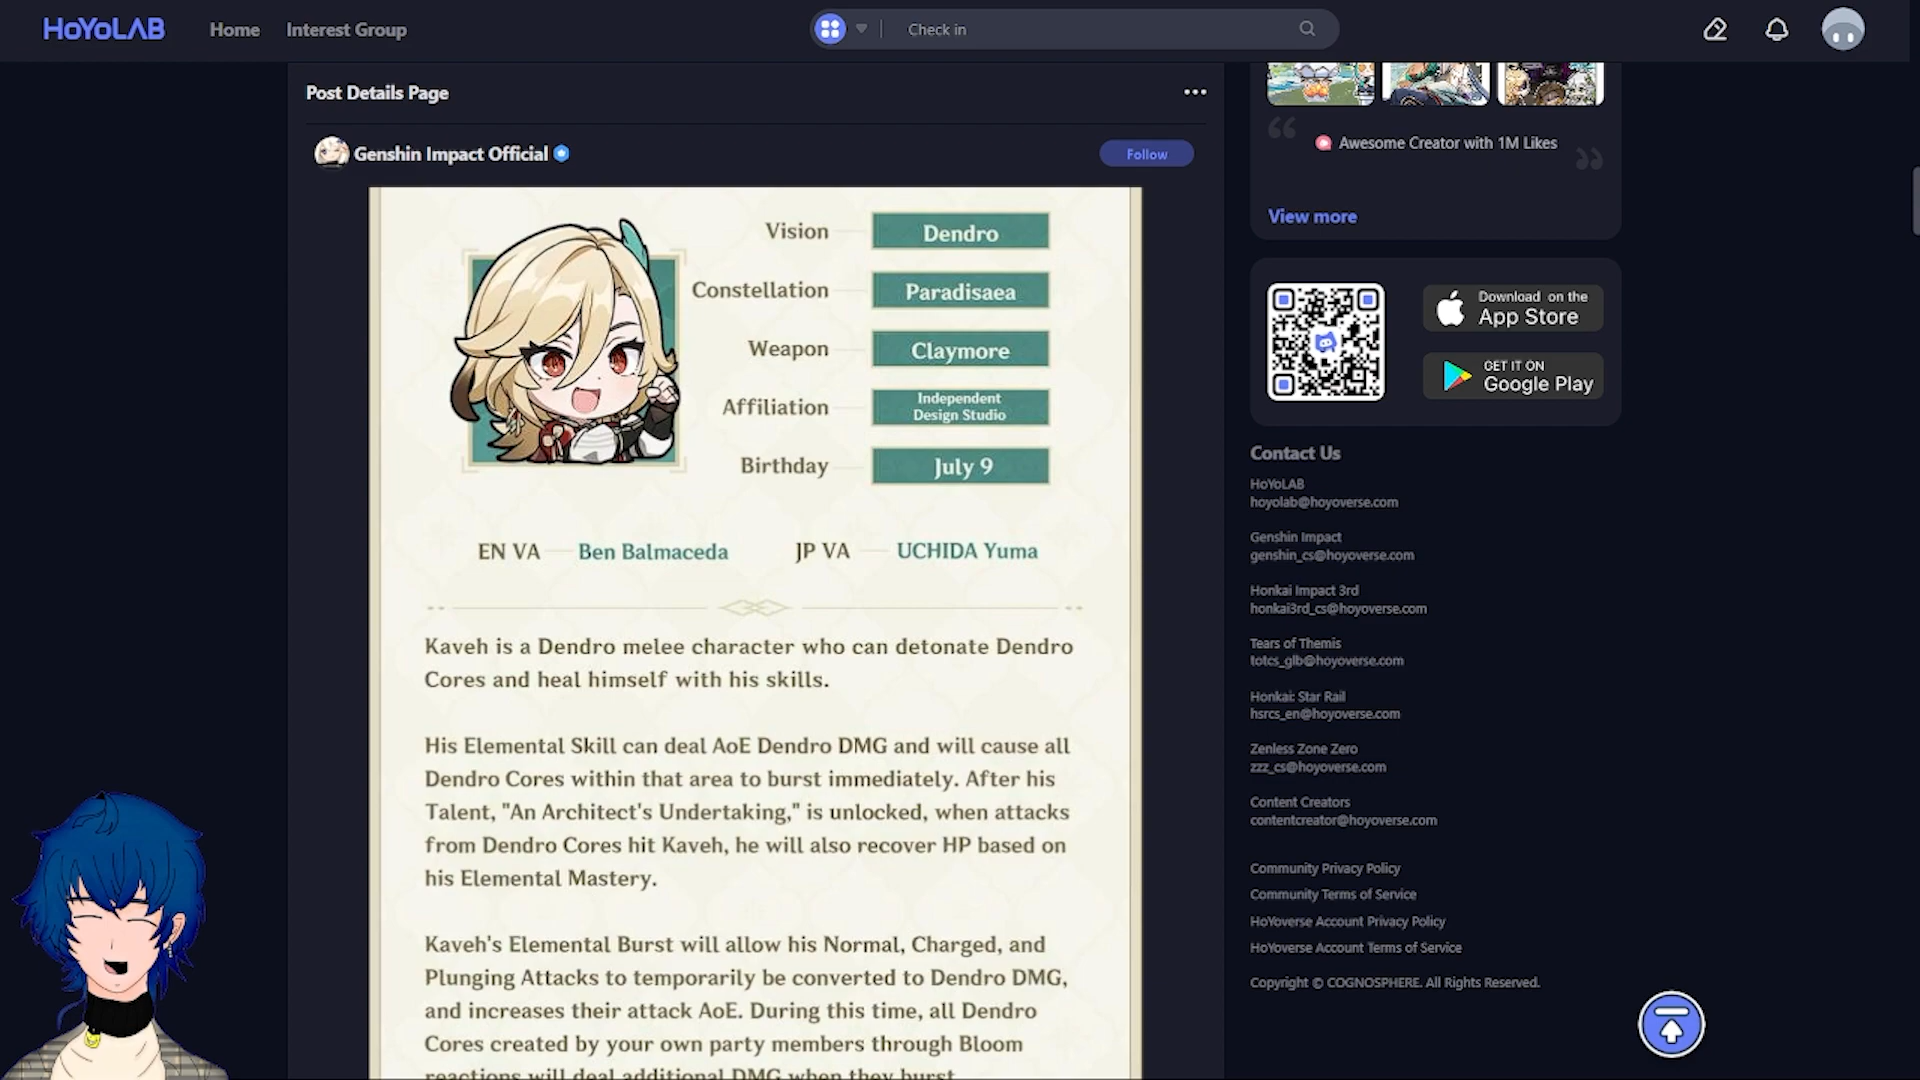 HoYoLAB
Home
Interest Group
Check in
Post Details Page
Genshin Impact Official
Follow
Vision
Dendro
Constellation
Paradisaea
Weapon
Claymore
Affiliation
Independent
Design Studio
Birthday
July 9
EN VA
Ben Balmaceda
JP VA
UCHIDA Yuma
Kaveh is a Dendro melee character who can detonate Dendro
Cores and heal himself with his skills.
His Elemental Skill can deal AoE Dendro DMG and will cause all
Dendro Cores within that area to burst immediately. After his
Talent, "An Architect's Undertaking," is unlocked, when attacks
from Dendro Cores hit Kaveh, he will also recover HP based on
his Elemental Mastery.
Kaveh's Elemental Burst will allow his Normal, Charged, and
Plunging Attacks to temporarily be converted to Dendro DMG,
and increases their attack AoE. During this time, all Dendro
Cores created by your own party members through Bloom
reactions will deal additional DMG when they burst.
Awesome Creator with 1M Likes
View more
Download on the
App Store
GET IT ON
Google Play
Contact Us
HoYoLAB
hoyolab@hoyoverse.com
Genshin Impact
genshin_cs@hoyoverse.com
Honkai Impact 3rd
honkai3rd_cs@hoyoverse.com
Tears of Themis
totcs_glb@hoyoverse.com
Honkai: Star Rail
hsrcs_en@hoyoverse.com
Zenless Zone Zero
zzz_cs@hoyoverse.com
Content Creators
contentcreator@hoyoverse.com
Community Privacy Policy
Community Terms of Service
HoYoverse Account Privacy Policy
HoYoverse Account Terms of Service
Copyright © COGNOSPHERE. All Rights Reserved.